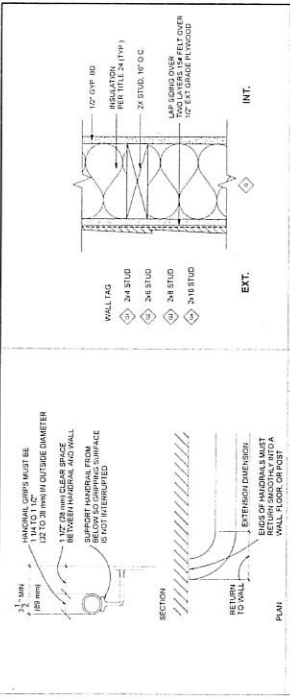 3 1/2" MIN
(89 mm)
HANDRAIL GRIPS MUST BE
1 1/4 TO 1 1/2"
(32 TO 38 mm) IN OUTSIDE DIAMETER
1 1/2" (38 mm) CLEAR SPACE
BETWEEN HANDRAIL AND WALL
SUPPORT HANDRAIL FROM
BELOW SO GRIPPING SURFACE
IS NOT INTERRUPTED
SECTION
RETURN
TO WALL
EXTENSION DIMENSION
ENDS OF HANDRAILS MUST
RETURN SMOOTHLY INTO A
WALL, FLOOR, OR POST
PLAN
WALL TAG
G1 2x4 STUD
G2 2x6 STUD
G3 2x8 STUD
G4 2x10 STUD
1/2" GYP. BD
INSULATION
PER TITLE 24 (TYP.)
2X STUD, 16" O.C.
LAP SIDING OVER
TWO LAYERS 15# FELT OVER
1/2" EXT GRADE PLYWOOD
EXT.
INT.
G